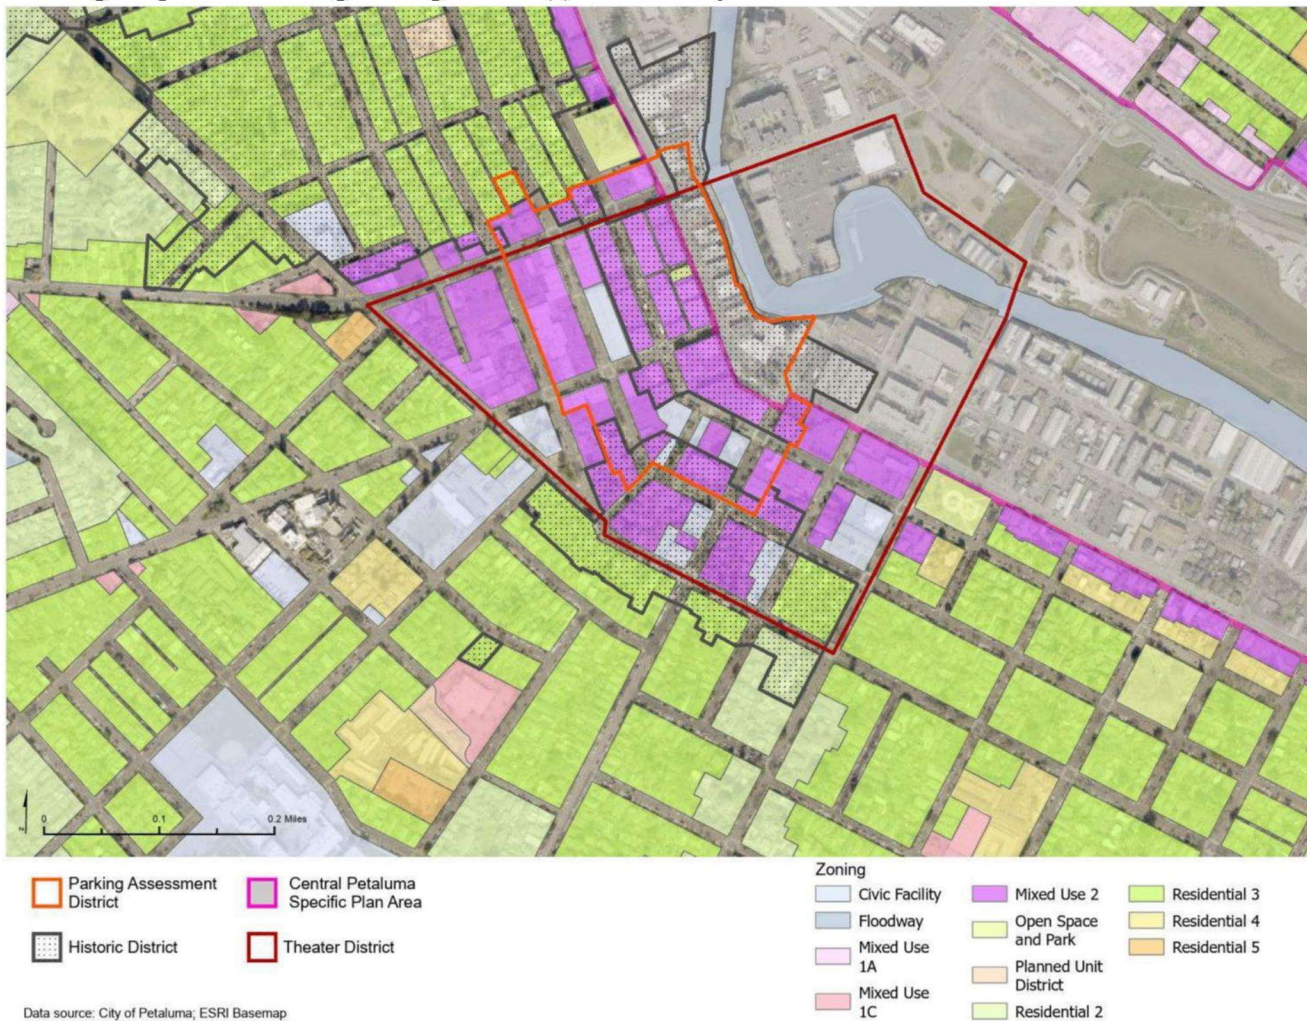 0 0.1 0.2 Miles
Parking Assessment
District
Central Petaluma
Specific Plan Area
Historic District
Theater District
Data source: City of Petaluma; ESRI Basemap
Zoning
Civic Facility
Floodway
Mixed Use
1A
Mixed Use
1C
Mixed Use 2
Open Space
and Park
Planned Unit
District
Residential 2
Residential 3
Residential 4
Residential 5